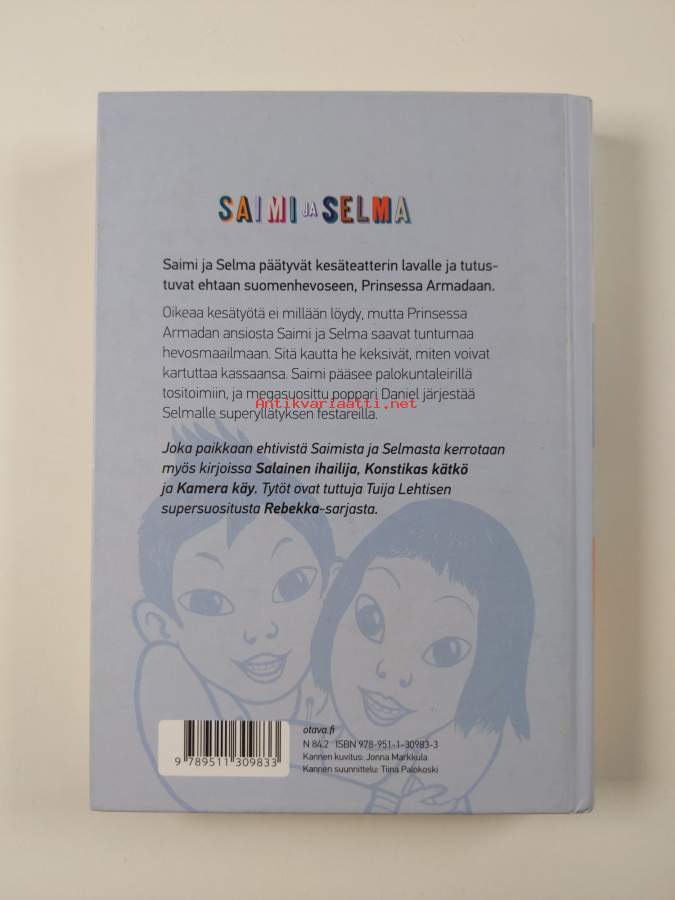 SAIMI JA SELMA
Saimi ja Selma päätyvät kesäteatterin lavalle ja tutus-
tuvat ehtaan suomenhevoseen, Prinsessa Armadaan.
Oikeaa kesätyötä ei millään löydy, mutta Prinsessa
Armadan ansiosta Saimi ja Selma saavat tuntumaa
hevosmaailmaan. Sitä kautta he keksivät, miten voivat
kartuttaa kassaansa. Saimi pääsee palokuntaleirillä
tositoimiin, ja megasuosittu poppari Daniel järjestää
Antikvariaatti.net
Selmalle superyllätyksen festareilla.
Joka paikkaan ehtivistä Saimista ja Selmasta kerrotaan
myös kirjoissa Salainen ihailija, Konstikas kätkö
ja Kamera käy. Tytöt ovat tuttuja Tuija Lehtisen
supersuositusta Rebekka-sarjasta.
otava.fi
N 84.2 ISBN 978-951-1-30983-3
Kannen kuvitus: Jonna Markkula
Kannen suunnittelu: Tiina Palokoski
9 789511 309833